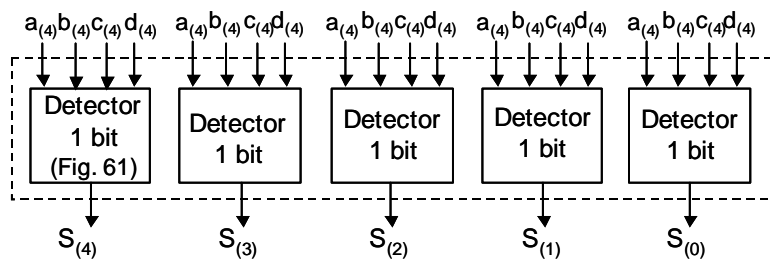 a(4) b(4) c(4) d(4) a(4) b(4) c(4) d(4) a(4) b(4) c(4) d(4) a(4) b(4) c(4) d(4) a(4) b(4) c(4) d(4)
Detector
1 bit
(Fig. 61)
Detector
1 bit
Detector
1 bit
Detector
1 bit
Detector
1 bit
S(4) S(3) S(2) S(1) S(0)